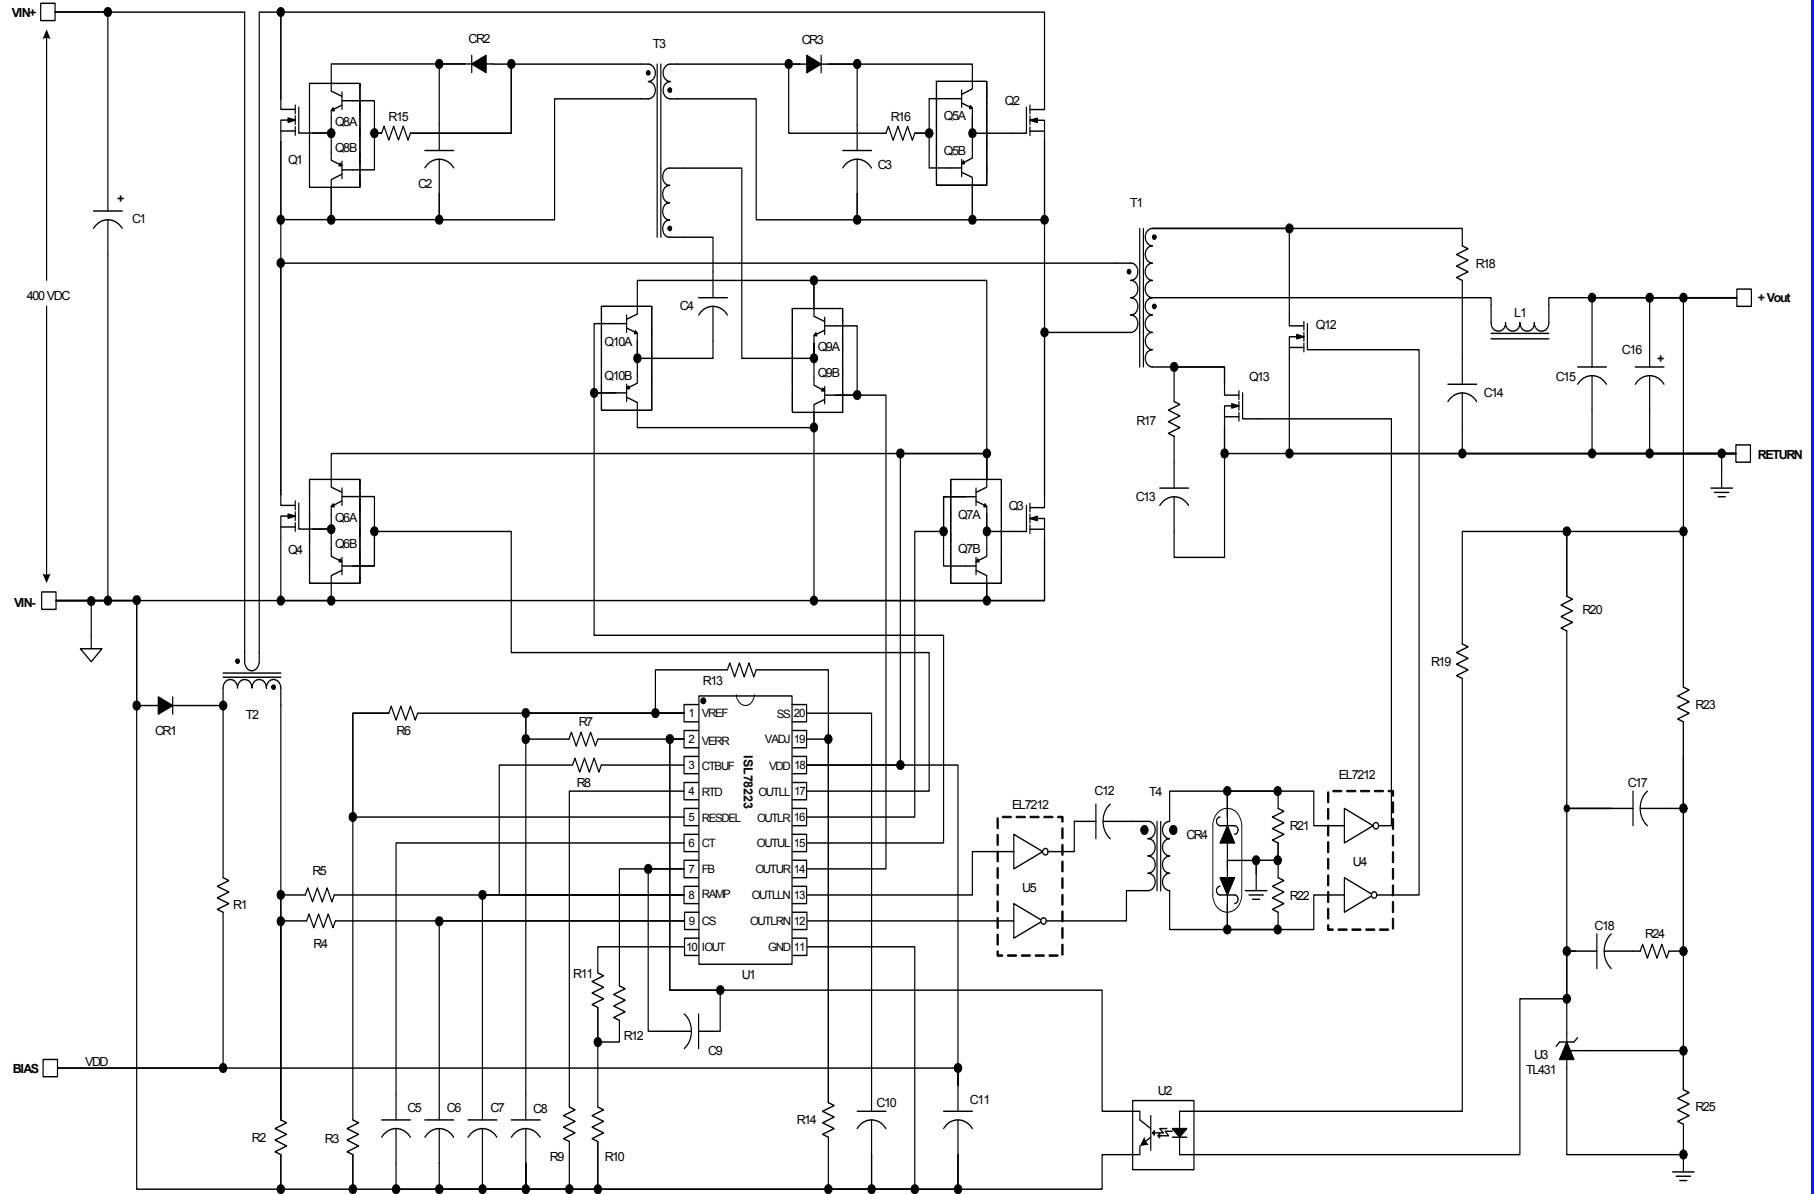 VIN+
CR2
T3
CR3
Q8A
Q8B
R15
Q1
C2
R16
C3
Q5A
Q5B
Q2
C1
+
400 VDC
T1
R18
+ Vout
L1
C4
Q10A
Q10B
Q9A
Q9B
Q12
Q13
C16
+
C15
C14
R17
C13
RETURN
Q6A
Q6B
Q4
Q7A
Q7B
Q3
VIN-
R20
R19
R23
CR1
T2
R13
R6
R7
R8
1 VREF
2 VERR
3 CTBUF
4 RTD
5 RESDEL
6 CT
7 FB
8 RAMP
9 CS
10 IOUT
ISL78223
SS 20
VADJ 19
VDD 18
OUTLL 17
OUTLR 16
OUTUL 15
OUTUR 14
OUTLLN 13
OUTLRN 12
GND 11
U1
R5
R4
R1
R11
R12
C9
EL7212
U5
C12
T4
CR4
R21
R22
EL7212
U4
C17
C18
R24
U3
TL431
R25
BIAS
VDD
R2
R3
C5
C6
C7
C8
R9
R10
R14
C10
C11
U2